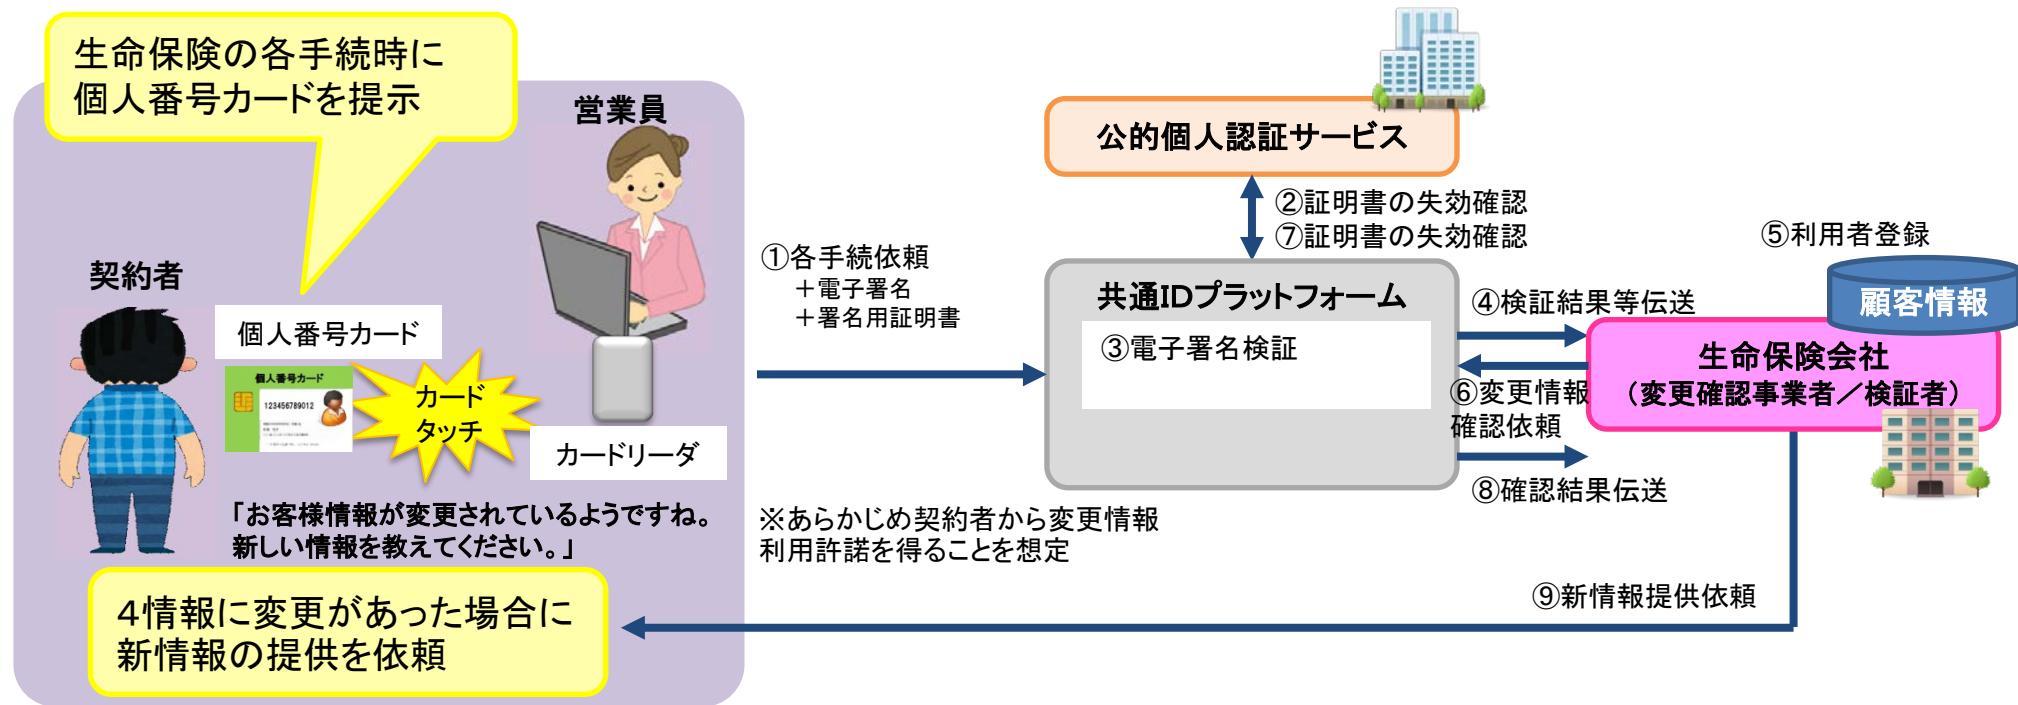 生命保険の各手続時に
個人番号カードを提示
営業員
契約者
個人番号カード
個人番号カード
123456789012
カード
タッチ
カードリーダ
「お客様情報が変更されているようですね。
新しい情報を教えてください。」
４情報に変更があった場合に
新情報の提供を依頼
①各手続依頼
＋電子署名
＋署名用証明書
※あらかじめ契約者から変更情報
利用許諾を得ることを想定
公的個人認証サービス
②証明書の失効確認
⑦証明書の失効確認
共通IDプラットフォーム
③電子署名検証
④検証結果等伝送
⑤利用者登録
顧客情報
生命保険会社
（変更確認事業者／検証者）
⑥変更情報
確認依頼
⑧確認結果伝送
⑨新情報提供依頼